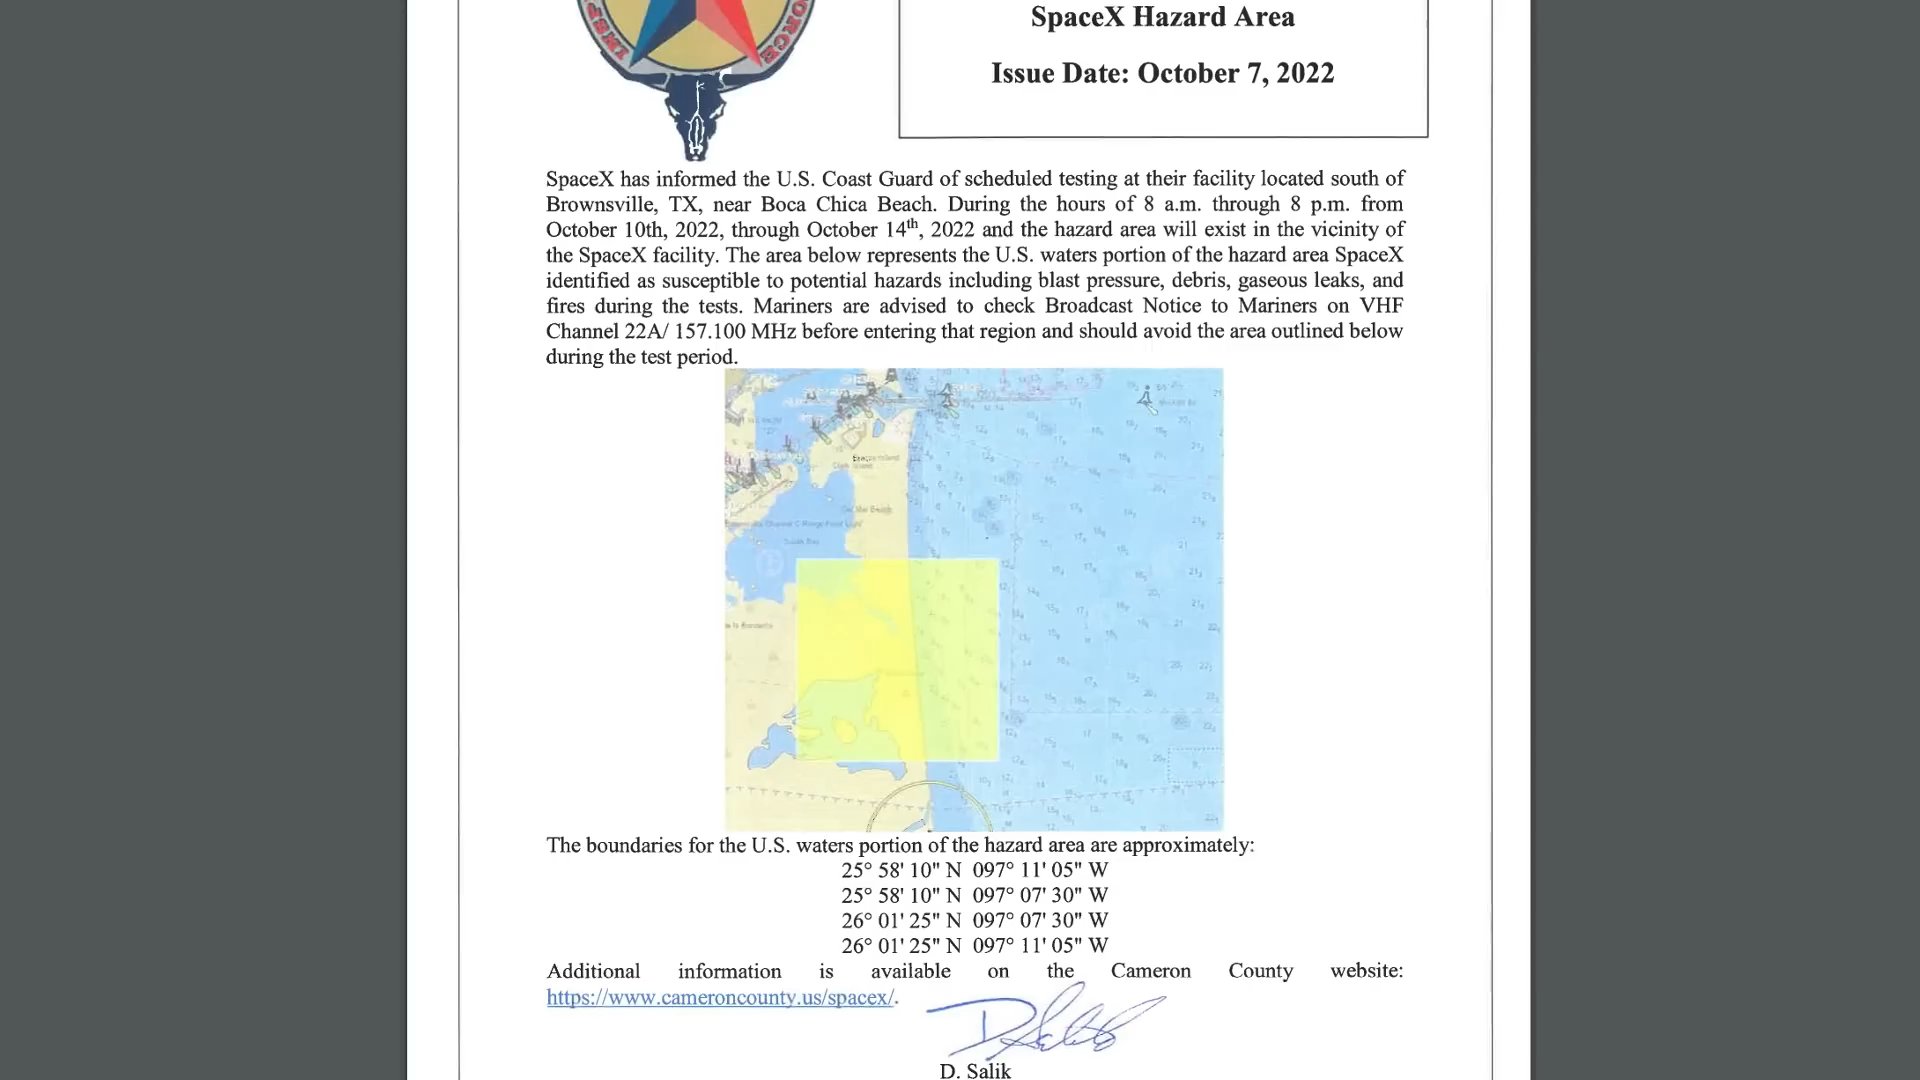 SpaceX Hazard Area
Issue Date: October 7, 2022
SpaceX has informed the U.S. Coast Guard of scheduled testing at their facility located south of
Brownsville, TX, near Boca Chica Beach. During the hours of 8 a.m. through 8 p.m. from
October 10th, 2022, through October 14th, 2022 and the hazard area will exist in the vicinity of
the SpaceX facility. The area below represents the U.S. waters portion of the hazard area SpaceX
identified as susceptible to potential hazards including blast pressure, debris, gaseous leaks, and
fires during the tests. Mariners are advised to check Broadcast Notice to Mariners on VHF
Channel 22A/ 157.100 MHz before entering that region and should avoid the area outlined below
during the test period.
The boundaries for the U.S. waters portion of the hazard area are approximately:
25° 58' 10" N 097° 11' 05" W
25° 58' 10" N 097° 07' 30" W
26° 01' 25" N 097° 07' 30" W
26° 01' 25" N 097° 11' 05" W
Additional information is available on the Cameron County website:
https://www.cameroncounty.us/spacex/.
D. Salik